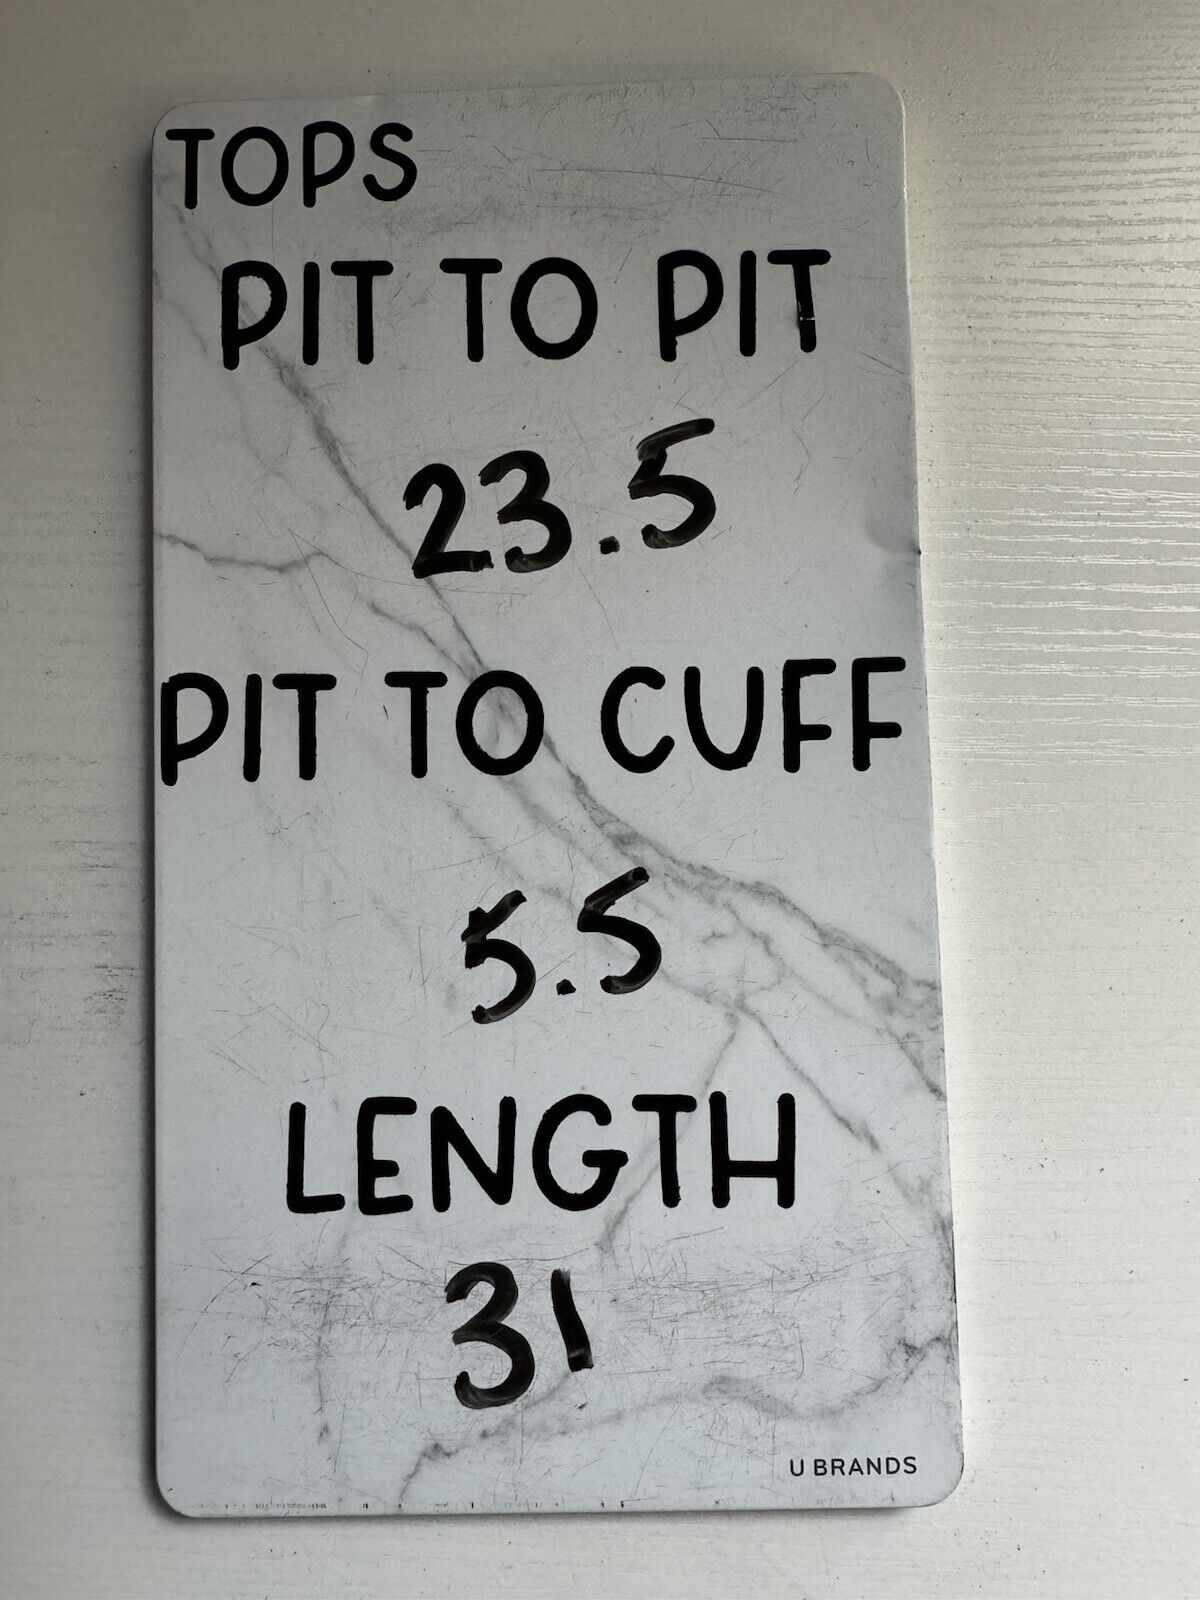 TOPS
PIT TO PIT
23.5
PIT TO CUFF
5.5
LENGTH
31
U BRANDS